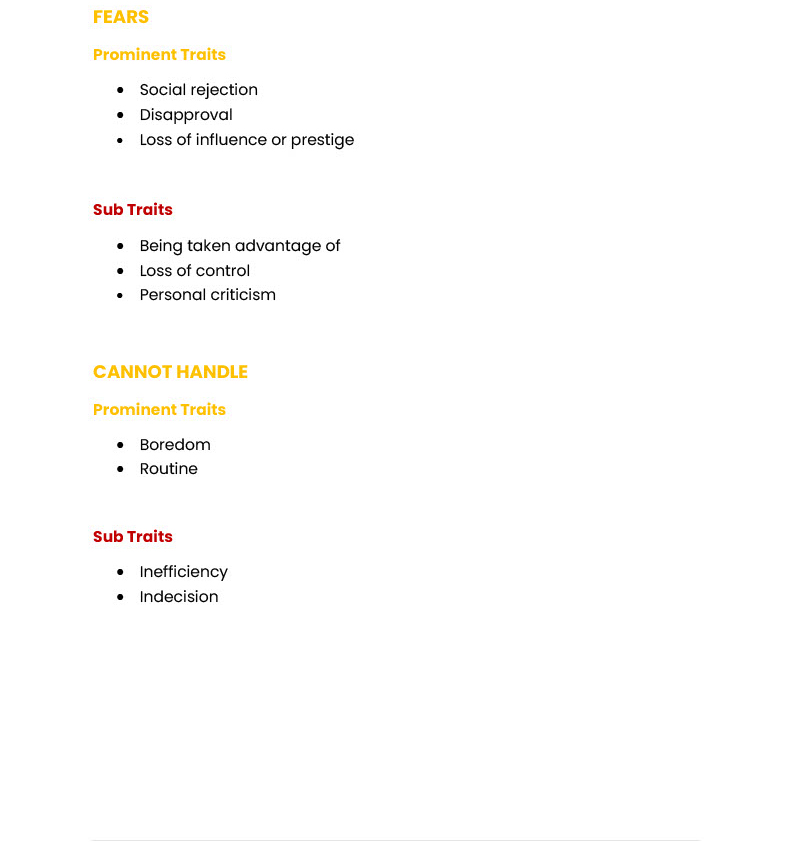 FEARS
Prominent Traits
• Social rejection
• Disapproval
• Loss of influence or prestige
Sub Traits
• Being taken advantage of
• Loss of control
• Personal criticism
CANNOT HANDLE
Prominent Traits
• Boredom
• Routine
Sub Traits
• Inefficiency
• Indecision